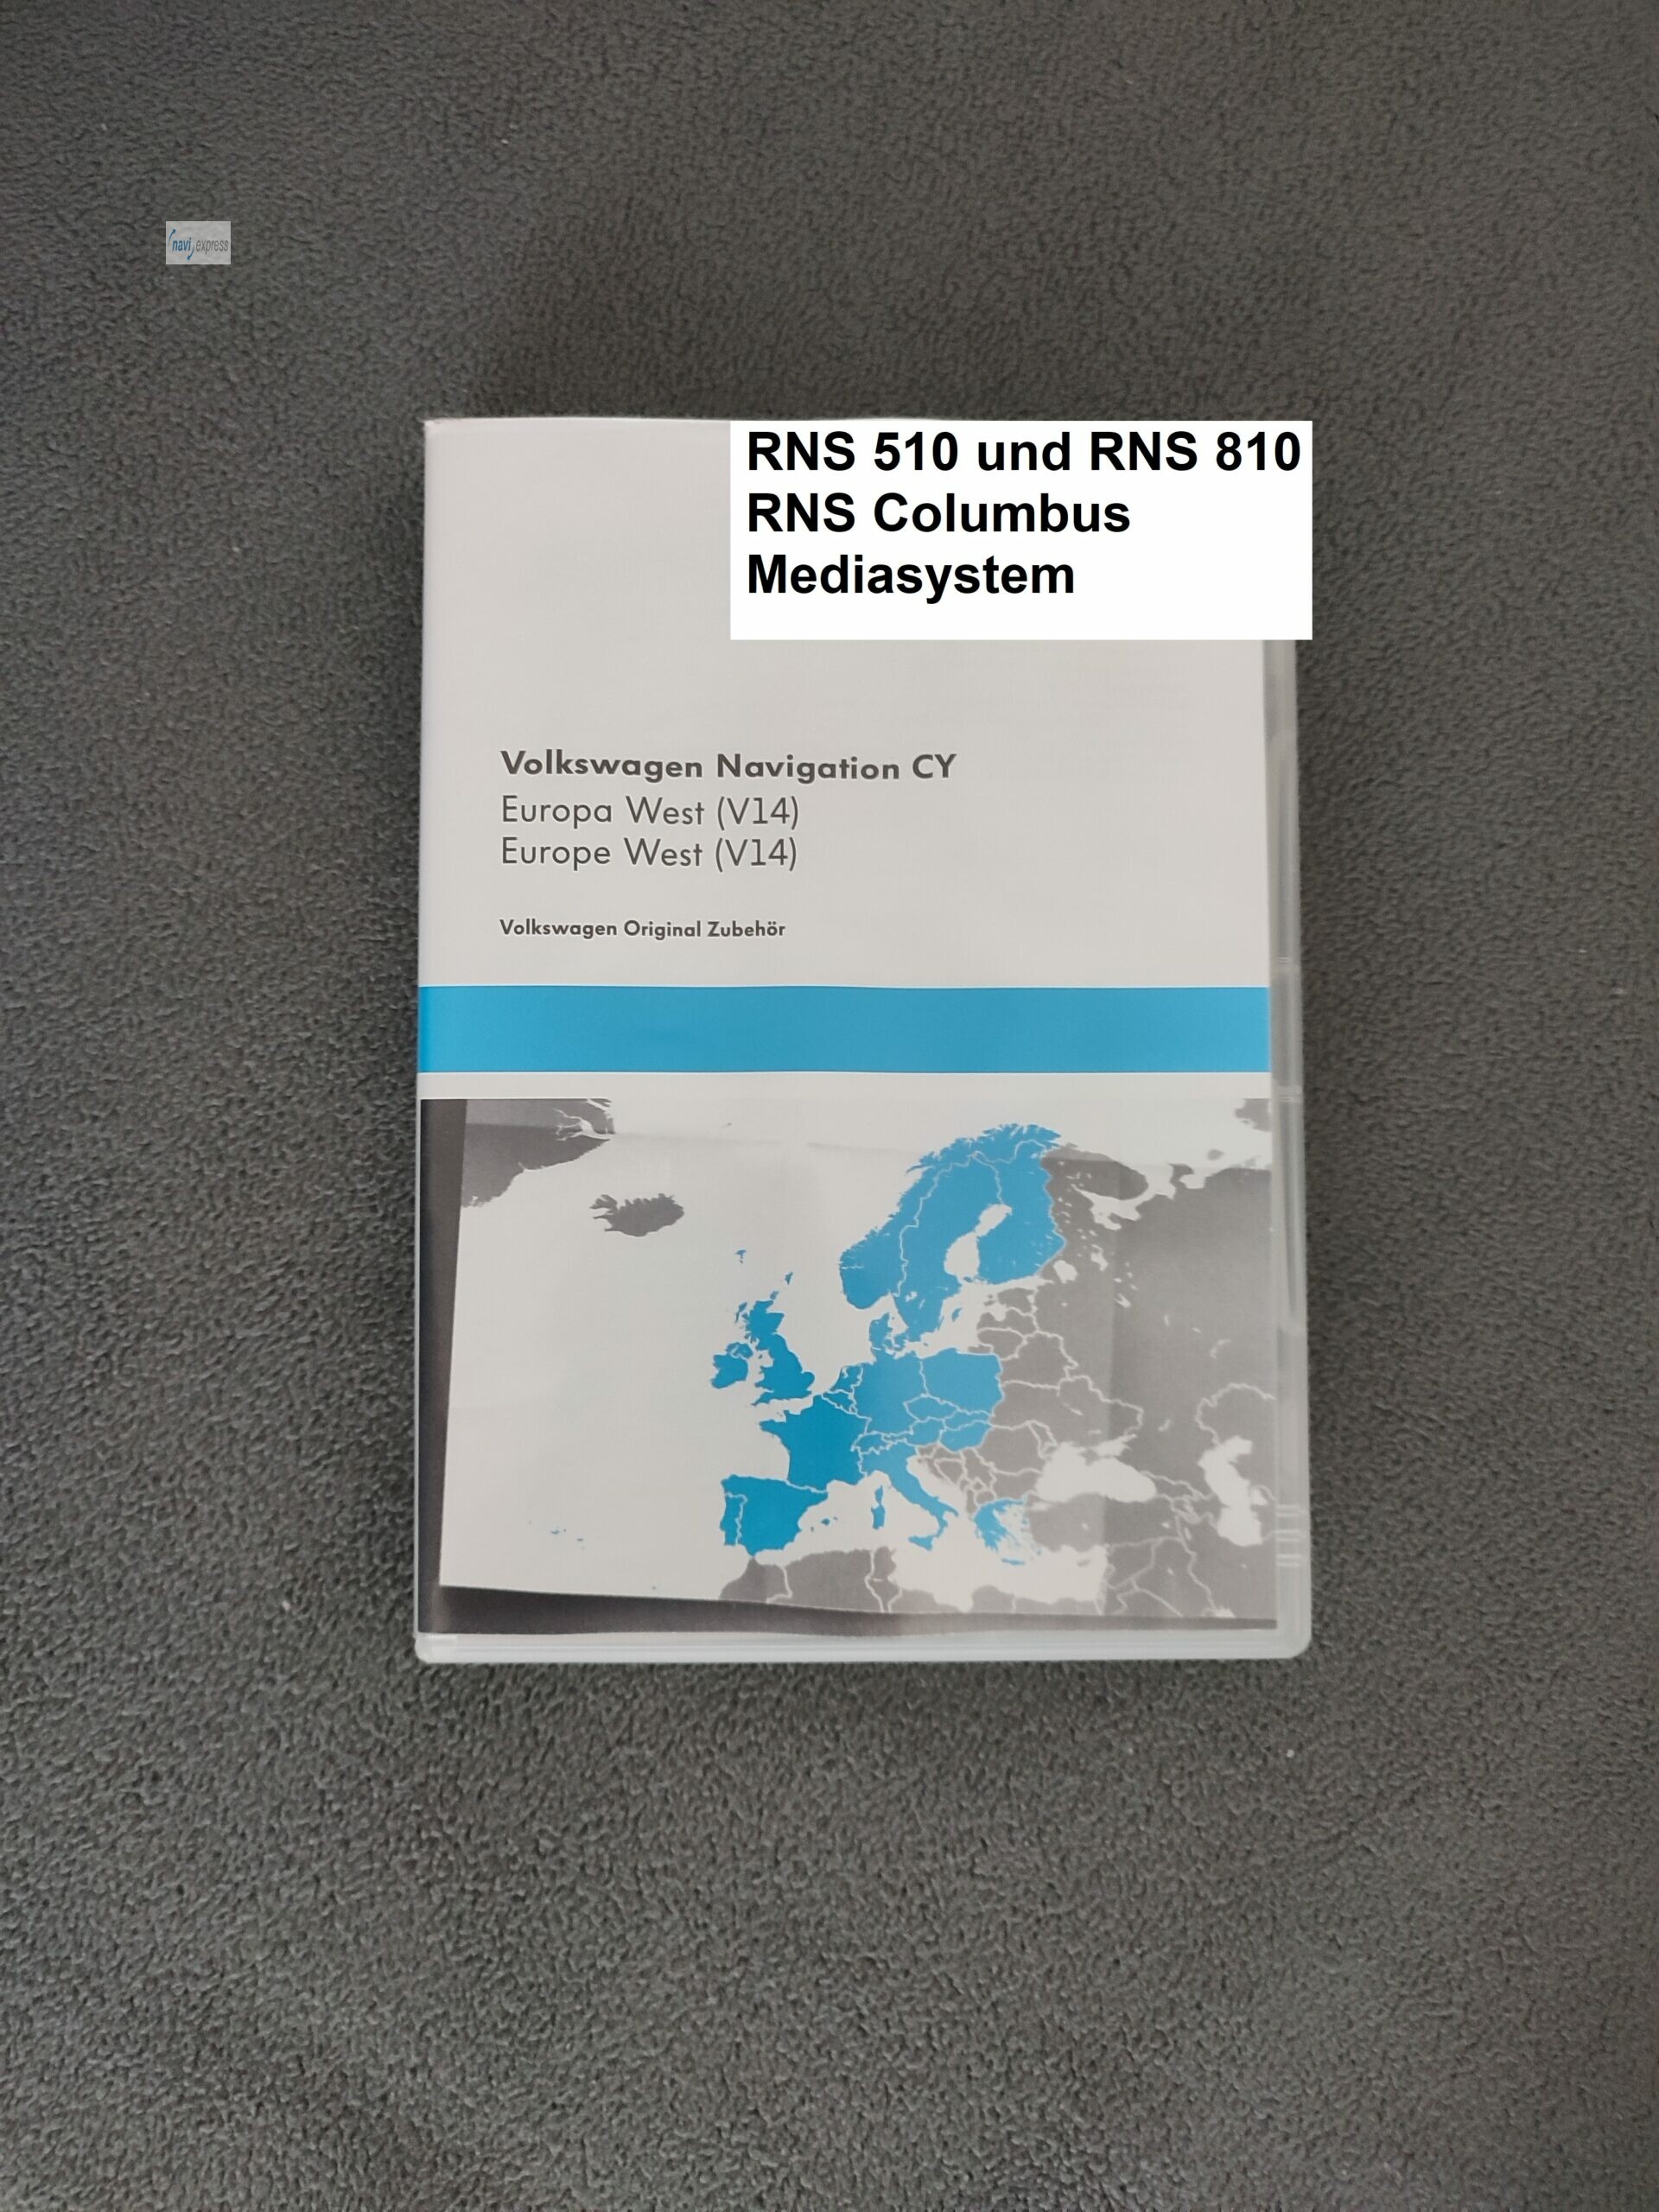 navi express
RNS 510 und RNS 810
RNS Columbus
Mediasystem
Volkswagen Navigation CY
Europa West (V14)
Europe West (V14)
Volkswagen Original Zubehör